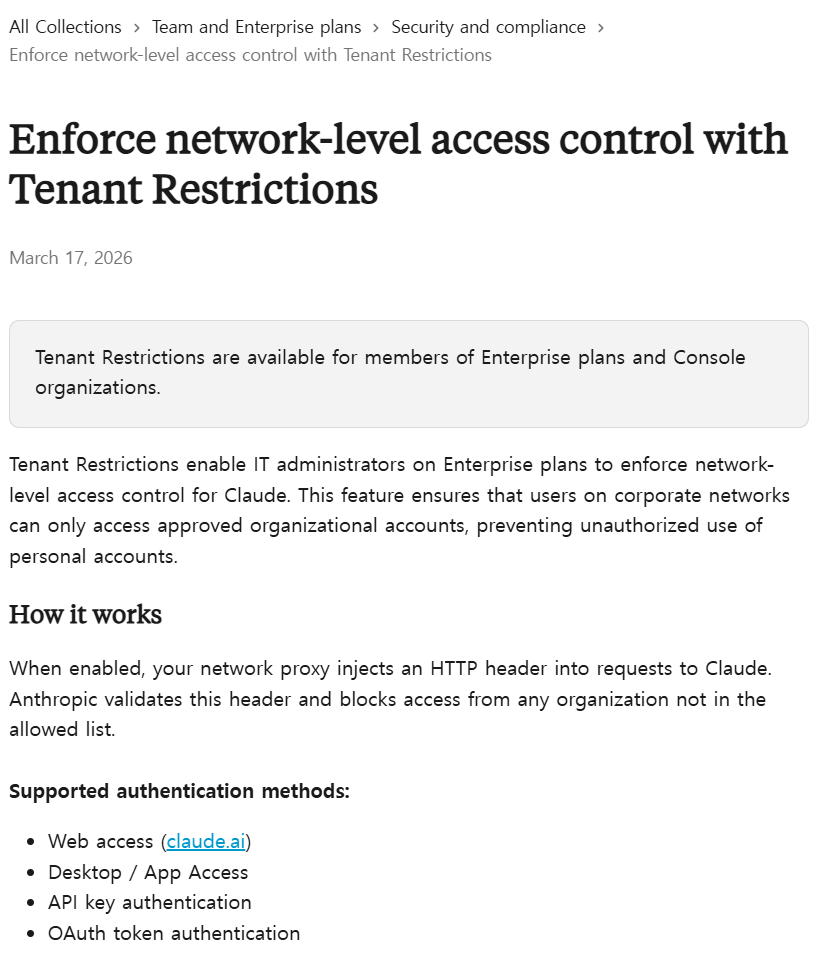 All Collections > Team and Enterprise plans > Security and compliance >
Enforce network-level access control with Tenant Restrictions
Enforce network-level access control with
Tenant Restrictions
March 17, 2026
Tenant Restrictions are available for members of Enterprise plans and Console
organizations.
Tenant Restrictions enable IT administrators on Enterprise plans to enforce network-
level access control for Claude. This feature ensures that users on corporate networks
can only access approved organizational accounts, preventing unauthorized use of
personal accounts.
How it works
When enabled, your network proxy injects an HTTP header into requests to Claude.
Anthropic validates this header and blocks access from any organization not in the
allowed list.
Supported authentication methods:
• Web access (claude.ai)
• Desktop / App Access
• API key authentication
• OAuth token authentication